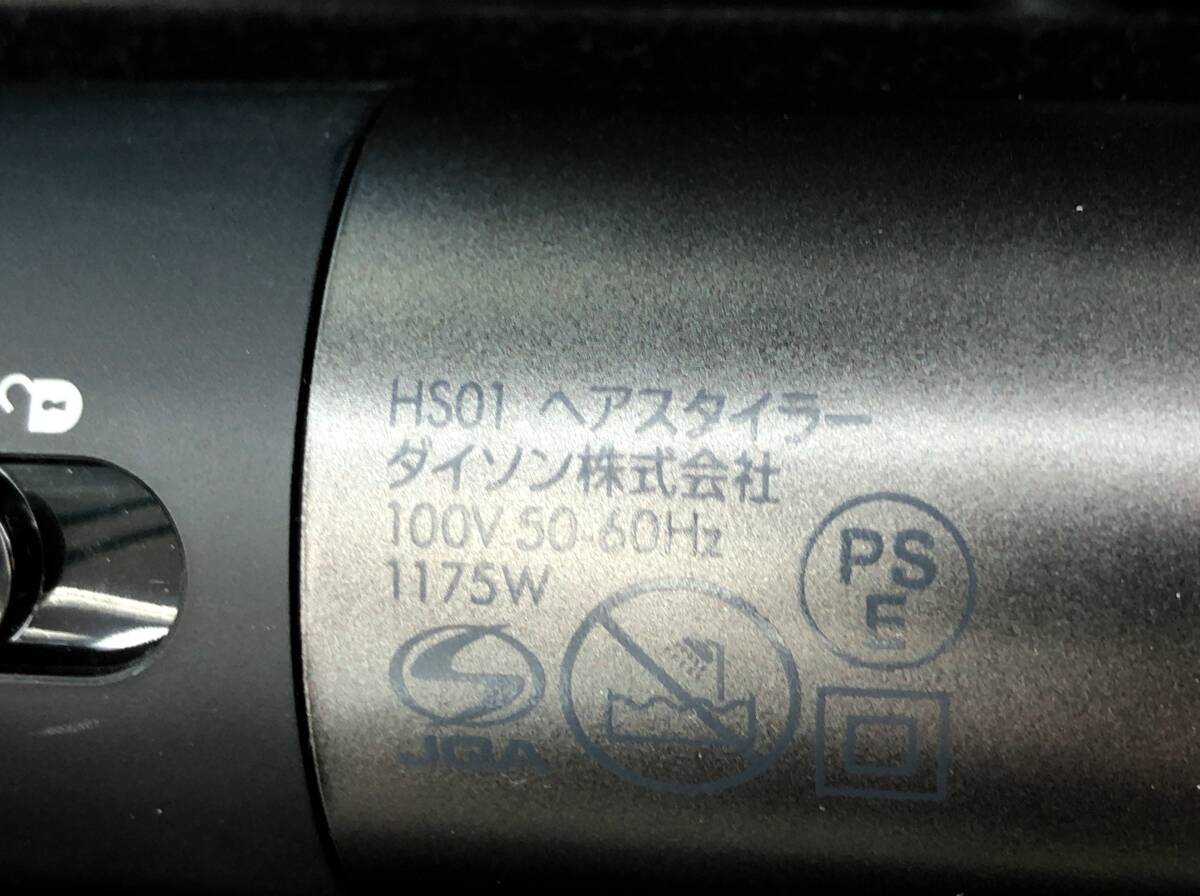 HS01 ヘアスタイラー
ダイソン株式会社
100V 50-60Hz
1175W
PS
E
JQA